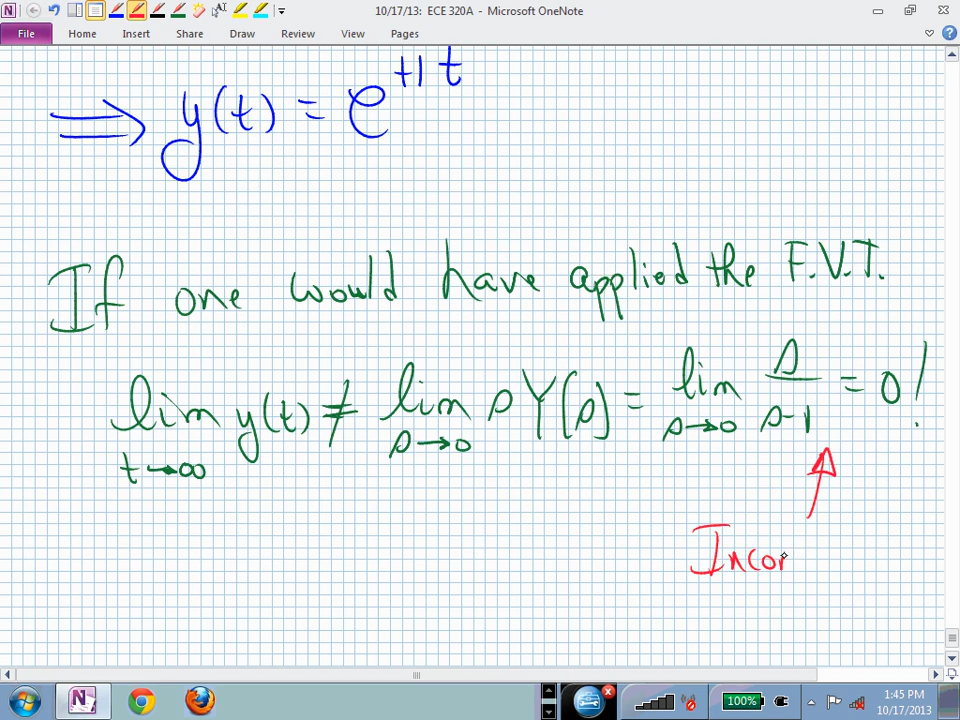 10/17/13: ECE 320A - Microsoft OneNote
File Home Insert Share Draw Review View Pages
⟹ y(t) = e^{+1 t}
If one would have applied the F.V.T.
lim_{t→∞} y(t) ≠ lim_{s→0} s Y(s) = lim_{s→0} s/(s-1) = 0!
Incor
100% 1:45 PM
10/17/2013